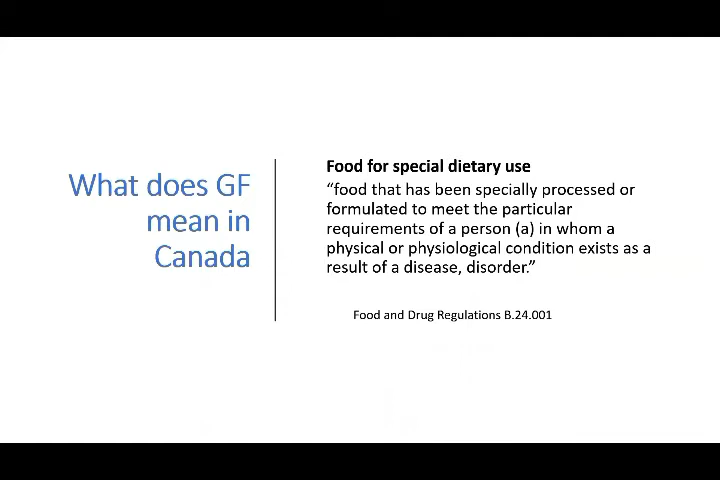 What does GF
mean in
Canada
Food for special dietary use
“food that has been specially processed or
formulated to meet the particular
requirements of a person (a) in whom a
physical or physiological condition exists as a
result of a disease, disorder.”
Food and Drug Regulations B.24.001